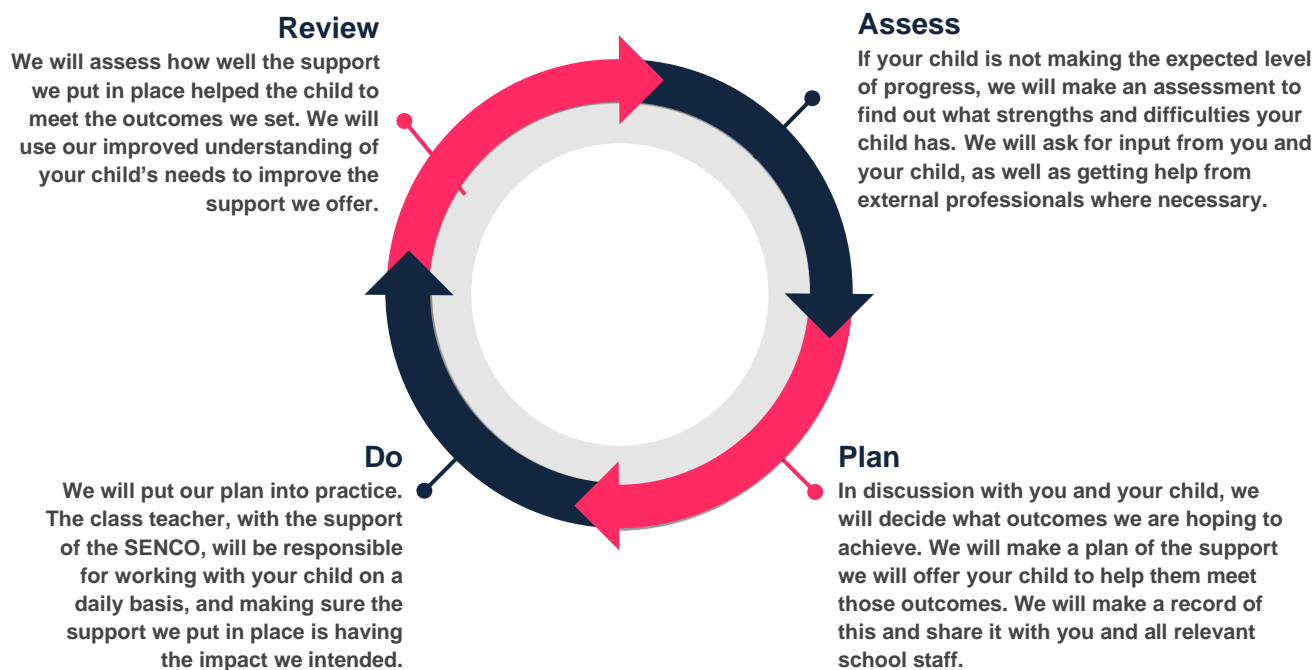 Review
We will assess how well the support
we put in place helped the child to
meet the outcomes we set. We will
use our improved understanding of
your child’s needs to improve the
support we offer.
Assess
If your child is not making the expected level
of progress, we will make an assessment to
find out what strengths and difficulties your
child has. We will ask for input from you and
your child, as well as getting help from
external professionals where necessary.
Do
We will put our plan into practice.
The class teacher, with the support
of the SENCO, will be responsible
for working with your child on a
daily basis, and making sure the
support we put in place is having
the impact we intended.
Plan
In discussion with you and your child, we
will decide what outcomes we are hoping to
achieve. We will make a plan of the support
we will offer your child to help them meet
those outcomes. We will make a record of
this and share it with you and all relevant
school staff.